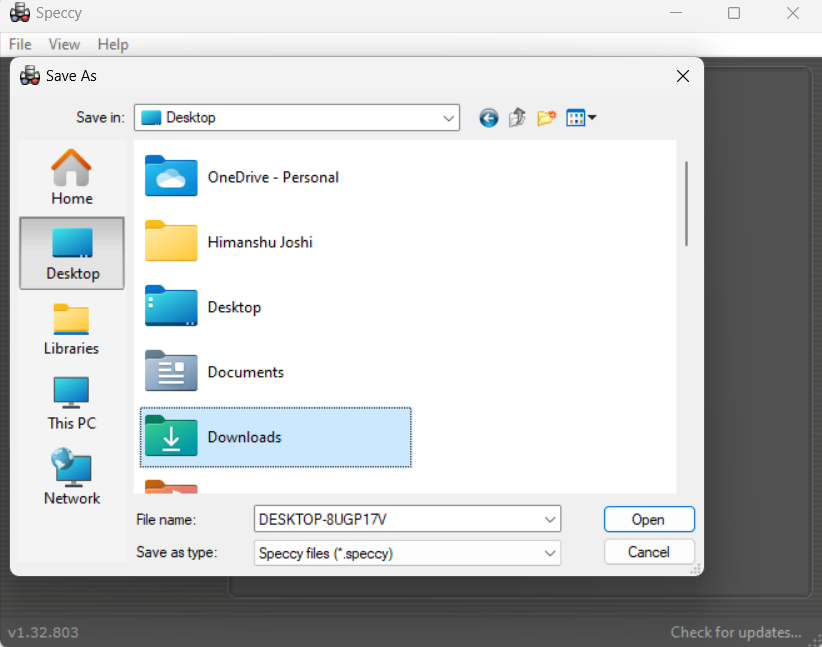 Speccy
File View Help
Save As
Save in: Desktop
OneDrive - Personal
Home
Himanshu Joshi
Desktop
Desktop
Libraries
Documents
This PC
Downloads
Network
File name: DESKTOP-8UGP17V Open
Save as type: Speccy files (*.speccy) Cancel
v1.32.803 Check for updates...